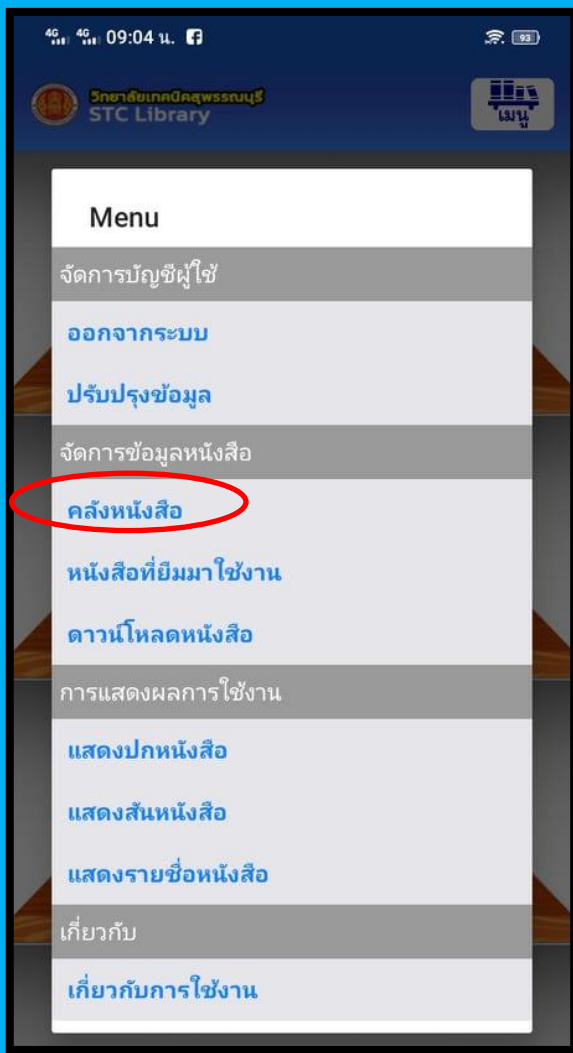 4G 4G 09:04 น. 93
วิทยาลัยเทคนิคสุพรรณบุรี
STC Library
เมนู
Menu
จัดการบัญชีผู้ใช้
ออกจากระบบ
ปรับปรุงข้อมูล
จัดการข้อมูลหนังสือ
คลังหนังสือ
หนังสือที่ยืมมาใช้งาน
ดาวน์โหลดหนังสือ
การแสดงผลการใช้งาน
แสดงปกหนังสือ
แสดงสันหนังสือ
แสดงรายชื่อหนังสือ
เกี่ยวกับ
เกี่ยวกับการใช้งาน